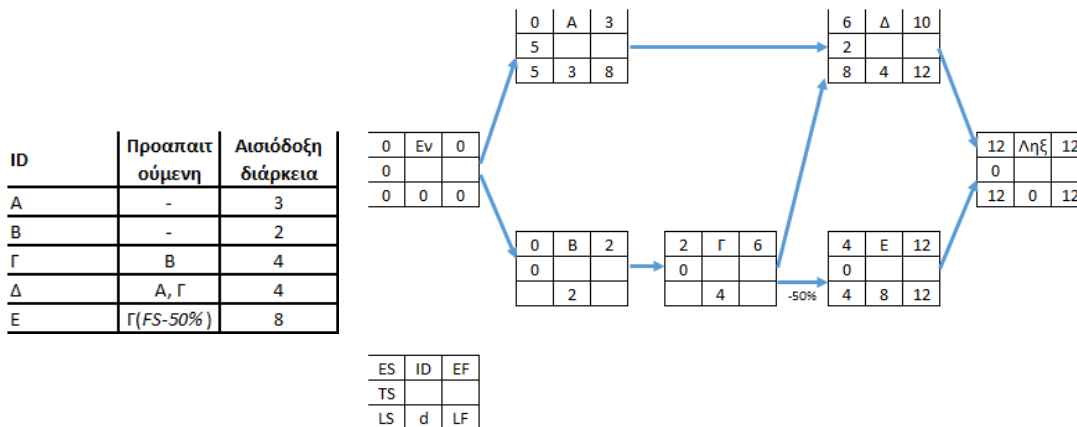 0 Α 3
5
5 3 8
6 Δ 10
2
8 4 12
ID Προαπαιτ Αισιόδοξη
ούμενη διάρκεια
Α - 3
Β - 2
Γ Β 4
Δ Α, Γ 4
Ε Γ(FS-50%) 8
0 Εν 0
0
0 0 0
12 Ληξ 12
0
12 0 12
0 Β 2
0
2
2 Γ 6
0
4
-50%
4 Ε 12
0
4 8 12
ES ID EF
TS
LS d LF